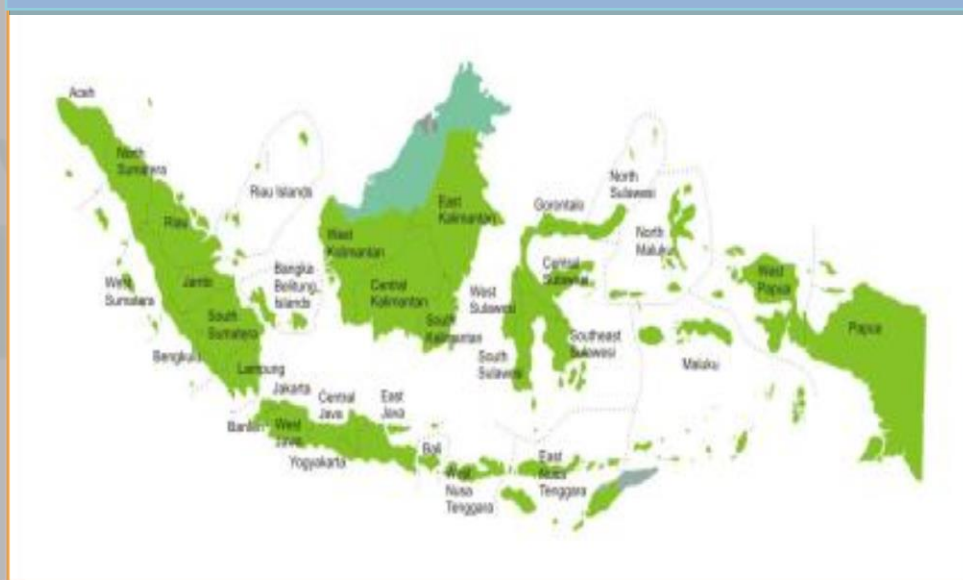 Aceh
North
Sumatera
Riau Islands
Riau
West
Sumatera
Jambi
Bangka
Belitung
Islands
South
Sumatera
Bengkulu
Lampung
West
Kalimantan
East
Kalimantan
Central
Kalimantan
South
Kalimantan
Gorontalo
North
Sulawesi
Central
Sulawesi
West
Sulawesi
South
Sulawesi
Southeast
Sulawesi
North
Maluku
Maluku
West
Papua
Papua
Jakarta
Banten
West
Java
Central
Java
Yogyakarta
East
Java
Bali
West
Nusa
Tenggara
East
Nusa
Tenggara